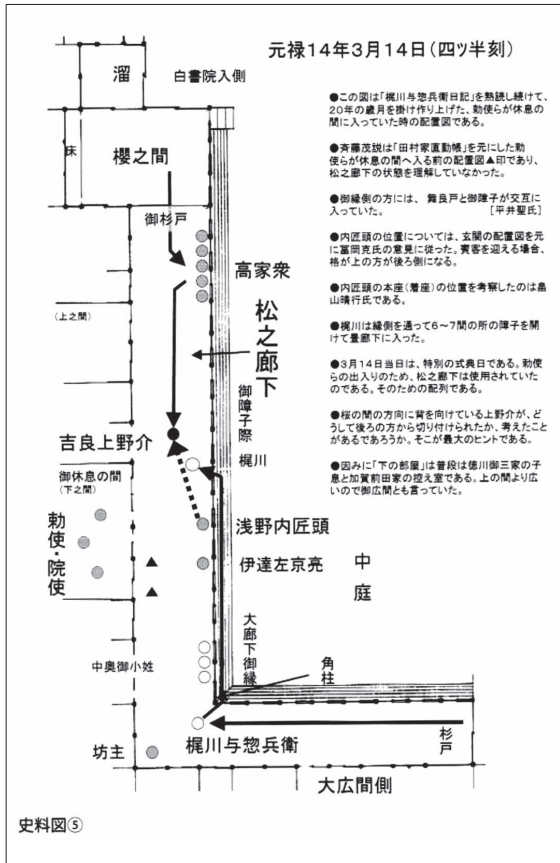 元禄14年3月14日(四ツ半刻)
溜
白書院入側
床
櫻之間
御杉戸
高家衆
(上之間)
松之廊下
御障子際
吉良上野介
梶川
御休息の間
(下之間)
勅使・院使
浅野内匠頭
伊達左京亮
中庭
大廊下御縁
角柱
中奥御小姓
坊主
梶川与惣兵衛
杉戸
大広間側
史料図⑤
●この図は「梶川与惣兵衛日記」を熟読し続けて、
20年の歳月を掛け作り上げた、勅使らが休息の
間に入っていた時の配置図である。
●斉藤茂説は「田村家直勤帳」を元にした勅
使らが休息の間へ入る前の配置図▲印であり、
松之廊下の状態を理解していなかった。
●御縁側の方には、舞良戸と御障子が交互に
入っていた。 [平井聖氏]
●内匠頭の位置については、玄関の配置図を元
に冨岡克氏の意見に従った。賓客を迎える場合、
格が上の方が後ろ側になる。
●内匠頭の本座(着座)の位置を考察したのは畠
山晴行氏である。
●梶川は縁側を通って6〜7間の所の障子を開
けて畳廊下に入った。
●3月14日当日は、特別の式典日である。勅使
らの出入りのため、松之廊下は使用されていた
のである。そのための配列である。
●桜の間の方向に背を向けている上野介が、ど
うして後ろの方から切り付けられたか、考えたこと
があるであろうか。そこが最大のヒントである。
●因みに「下の部屋」は普段は徳川御三家の子
息と加賀前田家の控え室である。上の間より広
いので御広間とも言っていた。